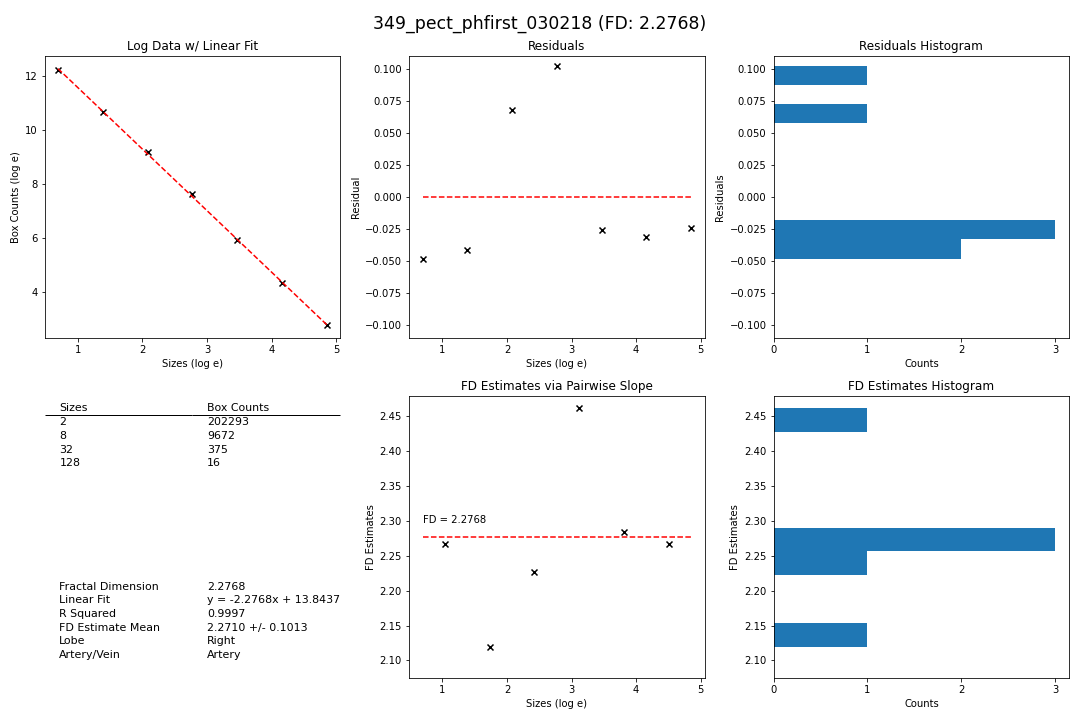 349_pect_phfirst_030218 (FD: 2.2768)
Log Data w/ Linear Fit
12
10
8
6
4
Box Counts (log e)
1 2 3 4 5
Sizes (log e)
Residuals
0.100
0.075
0.050
0.025
0.000
−0.025
−0.050
−0.075
−0.100
Residual
1 2 3 4 5
Sizes (log e)
Residuals Histogram
0.100
0.075
0.050
0.025
0.000
−0.025
−0.050
−0.075
−0.100
Residuals
0 1 2 3
Counts
Sizes Box Counts
2 202293
8 9672
32 375
128 16
Fractal Dimension 2.2768
Linear Fit y = -2.2768x + 13.8437
R Squared 0.9997
FD Estimate Mean 2.2710 +/- 0.1013
Lobe Right
Artery/Vein Artery
FD Estimates via Pairwise Slope
2.45
2.40
2.35
2.30
2.25
2.20
2.15
2.10
FD Estimates
FD = 2.2768
1 2 3 4 5
Sizes (log e)
FD Estimates Histogram
2.45
2.40
2.35
2.30
2.25
2.20
2.15
2.10
FD Estimates
0 1 2 3
Counts